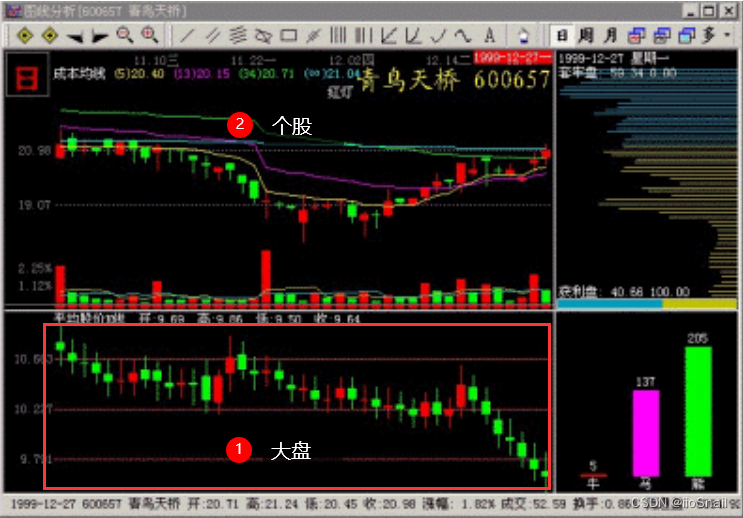 图线分析[600657 青鸟天桥]
日 周 月 多
11.10三 11.22一 12.02四 12.14二 1999-12-27一
日
成本均线 (5)20.40 (13)20.15 (34)20.71 (∞)21.04
青鸟天桥 600657
红灯
2 个股
20.98
19.07
2.25%
1.12%
1999-12-27 星期一
套牢盘: 59.34 0.00
获利盘: 40.66 100.00
平均股价10线 开:9.69 高:9.86 低:9.50 收:9.64
10.663
10.227
9.791
1 大盘
205
137
5
牛 马 熊
1999-12-27 600657 青鸟天桥 开:20.71 高:21.24 低:20.45 收:20.98 涨幅: 1.82% 成交:52.59 换手:0.86
CSDN @jioSnail